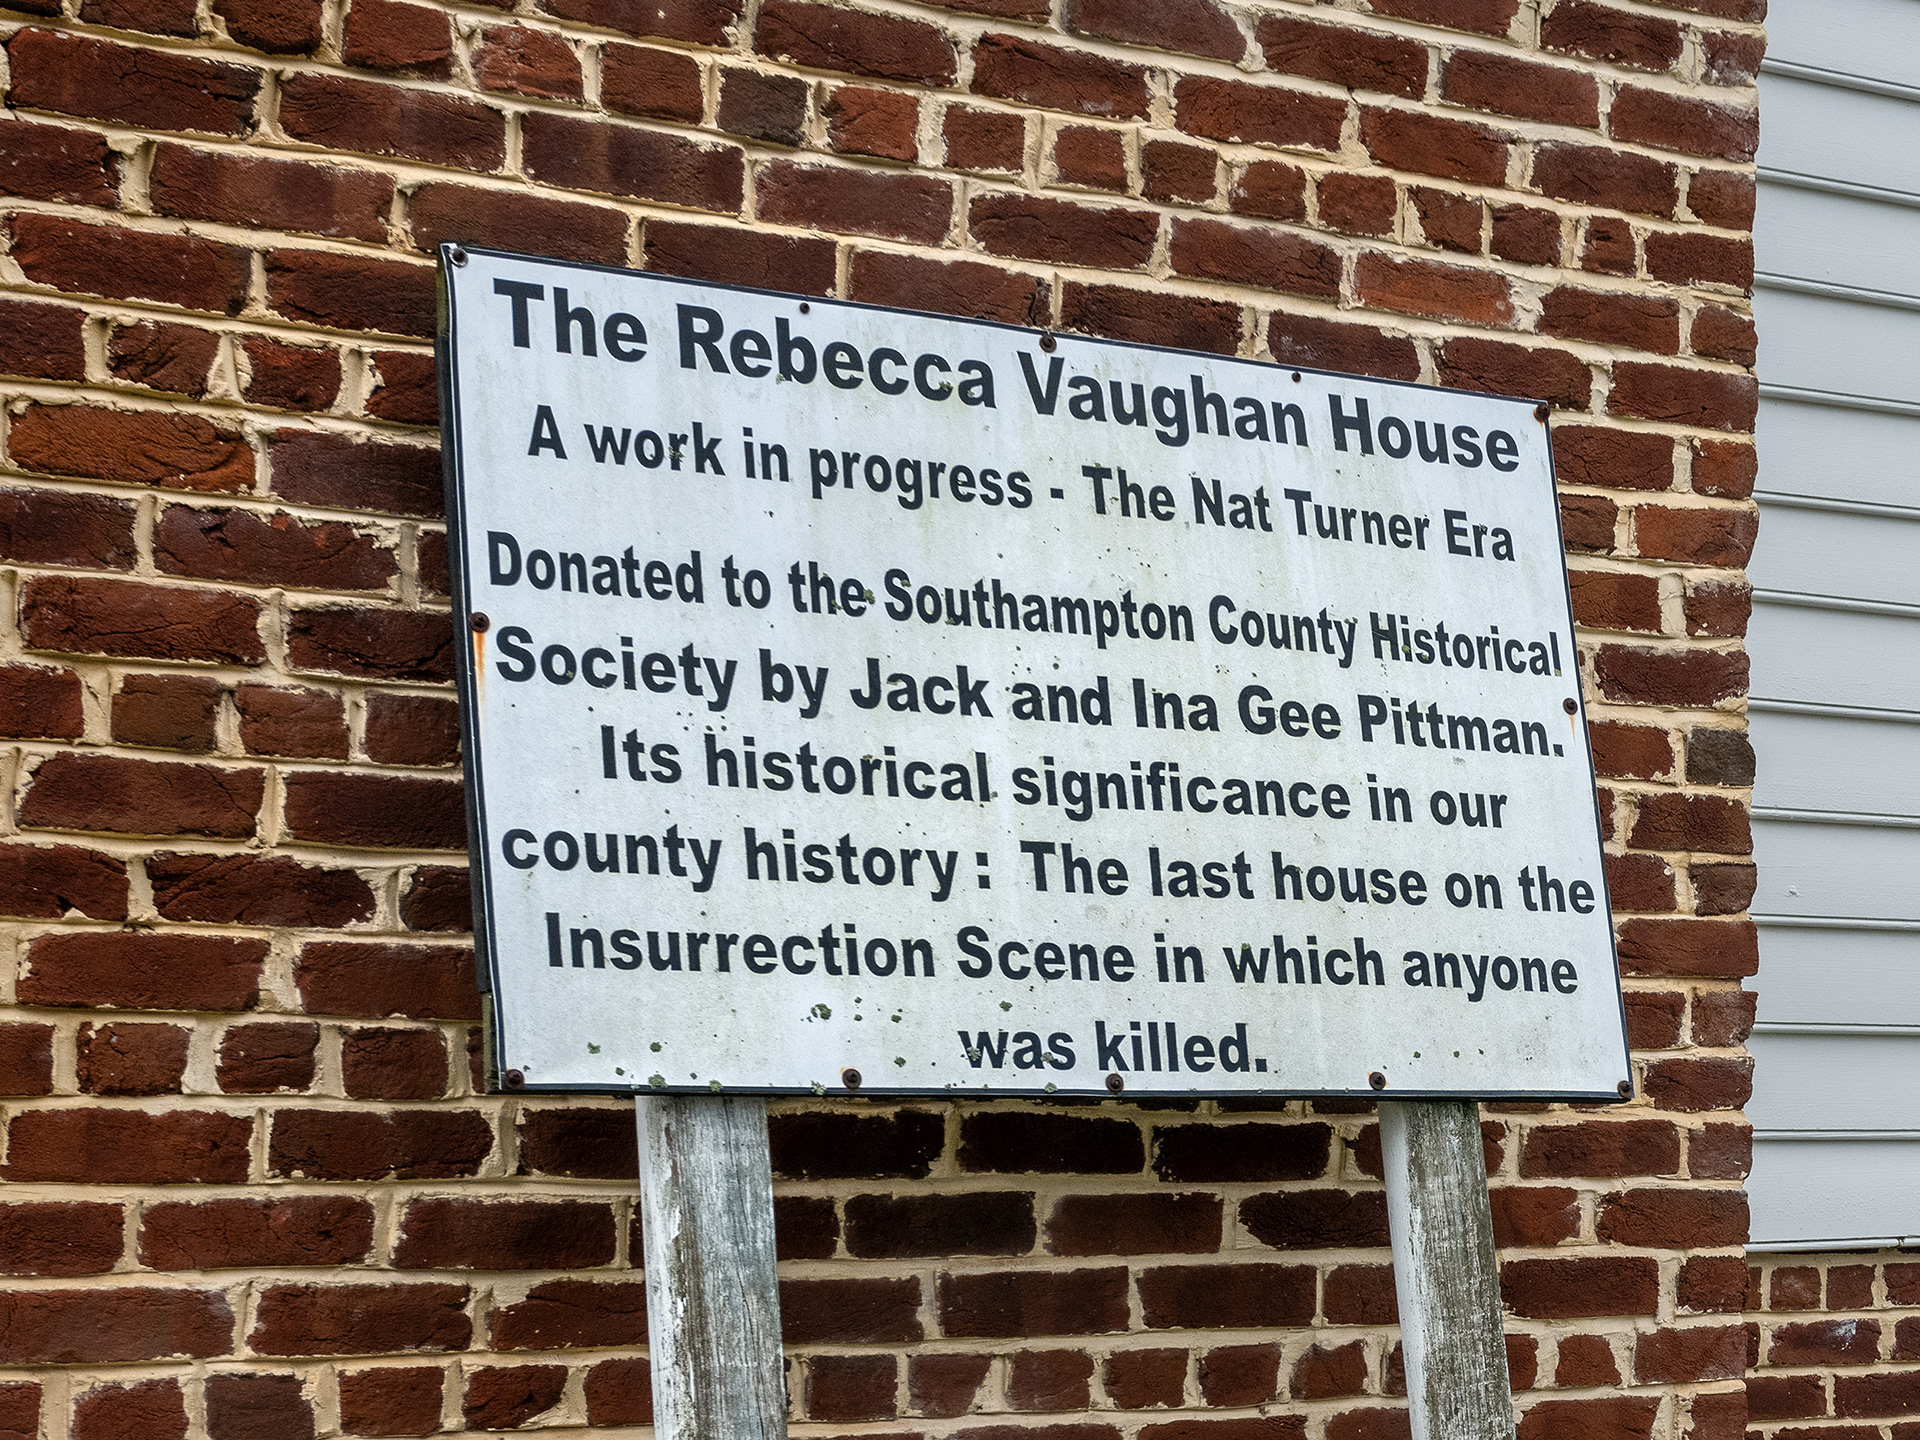 The Rebecca Vaughan House
A work in progress - The Nat Turner Era
Donated to the Southampton County Historical
Society by Jack and Ina Gee Pittman.
Its historical significance in our
county history : The last house on the
Insurrection Scene in which anyone
was killed.